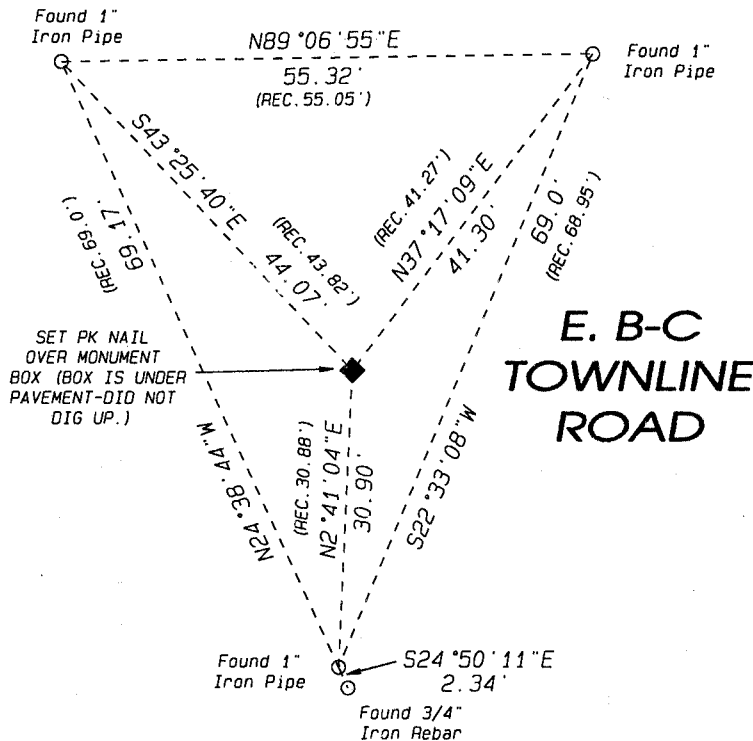 Found 1"
Iron Pipe
N89°06'55"E
55.32'
(REC. 55.05')
Found 1"
Iron Pipe
S43°25'40"E
(REC. 43.82')
44.07'
(REC. 41.27')
N37°17'09"E
41.30'
69.0'
(REC. 68.95')
69.17'
(REC. 69.0')
E. B-C
TOWNLINE
ROAD
SET PK NAIL
OVER MONUMENT
BOX (BOX IS UNDER
PAVEMENT-DID NOT
DIG UP.)
N24°38'44"W
(REC. 30.88')
N2°41'04"E
30.90'
S22°33'08"W
Found 1"
Iron Pipe
S24°50'11"E
2.34'
Found 3/4"
Iron Rebar